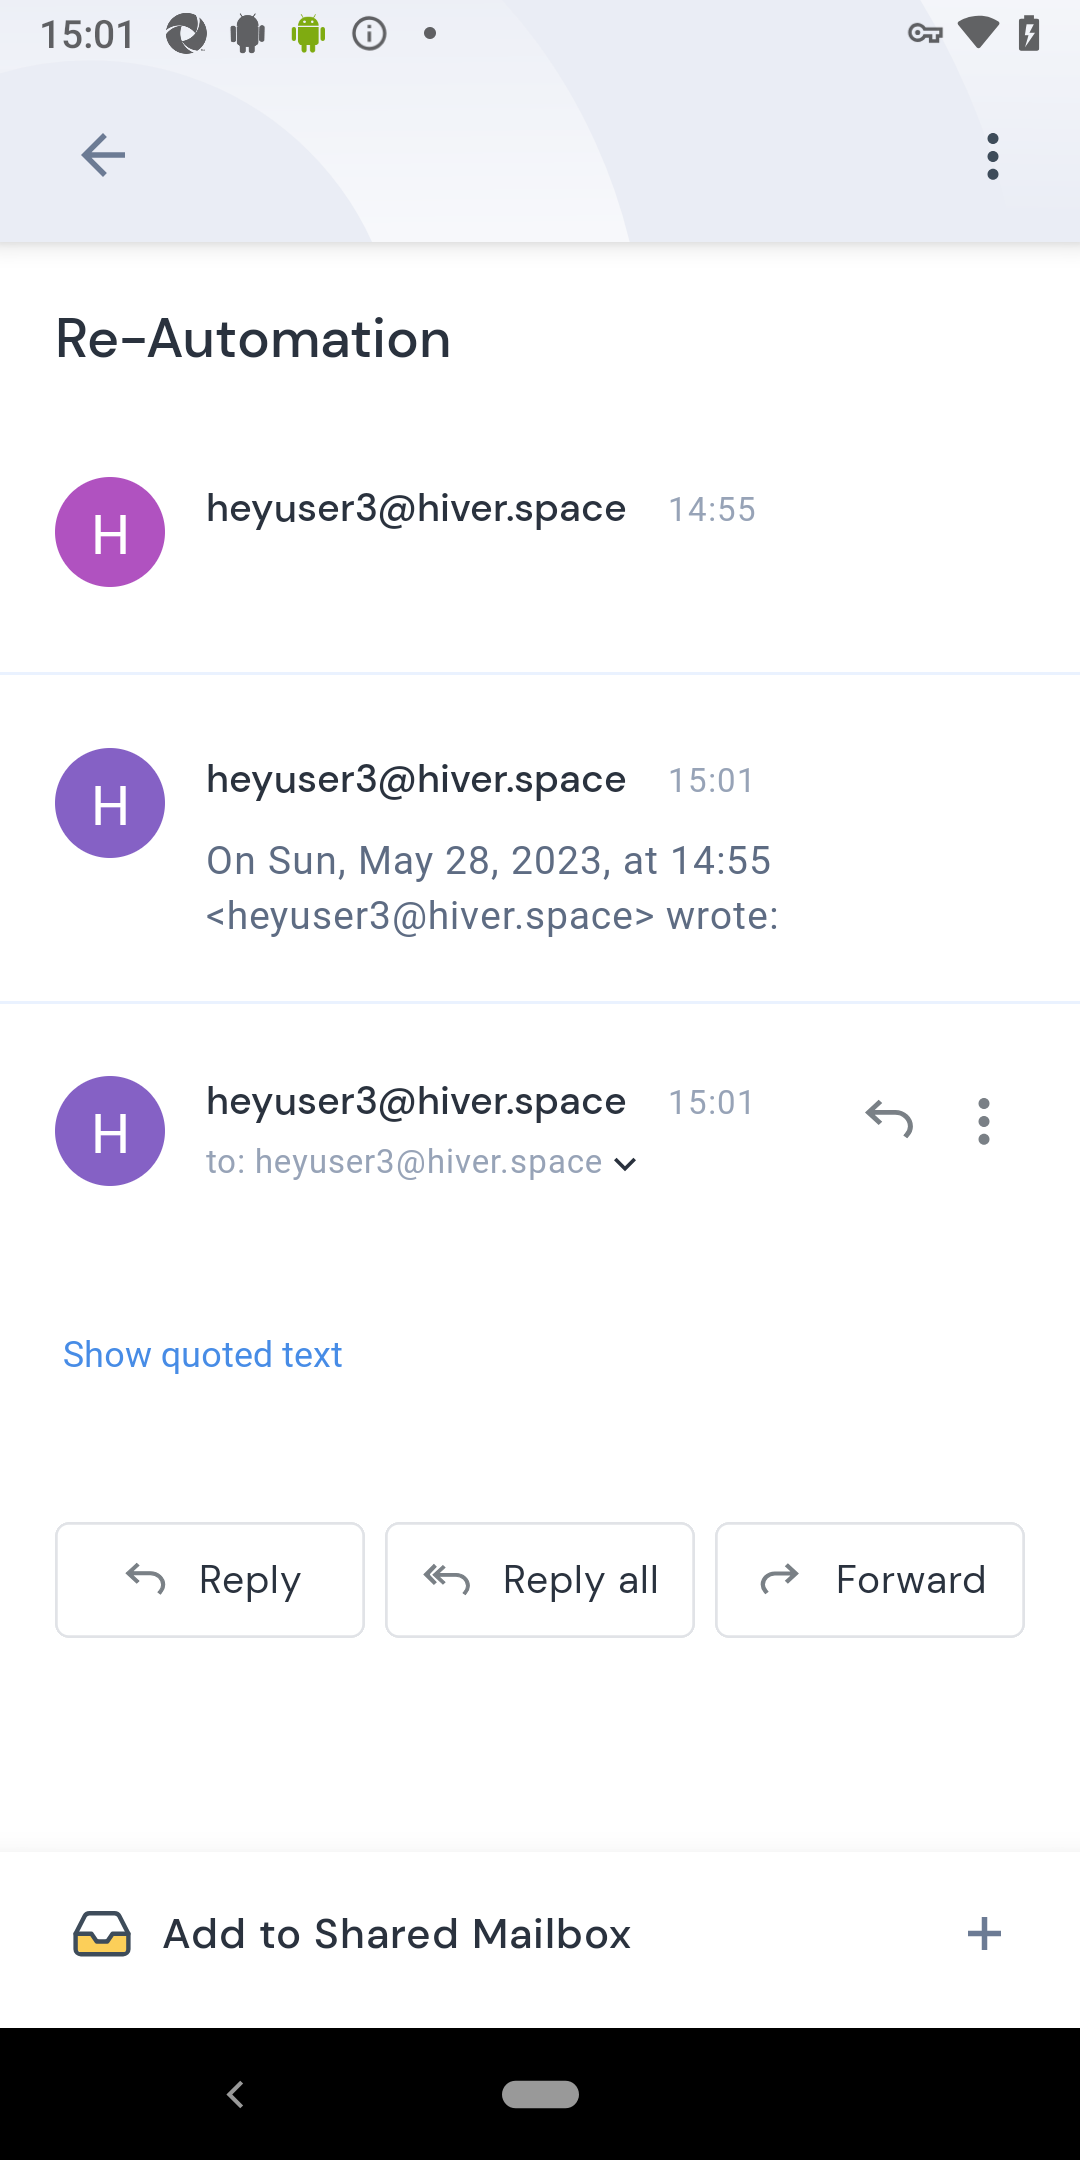 15:01
Re-Automation
H heyuser3@hiver.space 14:55
H heyuser3@hiver.space 15:01
On Sun, May 28, 2023, at 14:55
<heyuser3@hiver.space> wrote:
H heyuser3@hiver.space 15:01
to: heyuser3@hiver.space
Show quoted text
Reply Reply all Forward
Add to Shared Mailbox